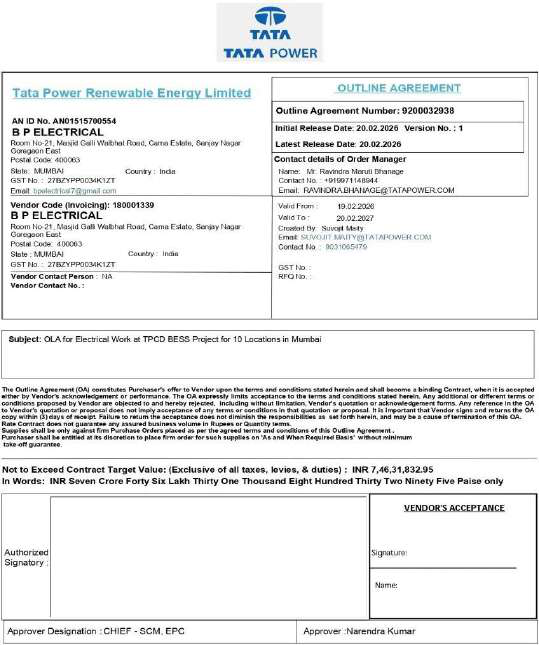 TATA
TATA POWER
Tata Power Renewable Energy Limited
AN ID No. AN01515700554
B P ELECTRICAL
Room No-21, Masjid Galli Walbhat Road, Cama Estate, Sanjay Nagar
Goregaon East
Postal Code: 400063
State: MUMBAI Country : India
GST No. : 27BZYPP0034K1ZT
Email: bpelectrical7@gmail.com
Vendor Code (Invoicing): 180001339
B P ELECTRICAL
Room No-21, Masjid Galli Walbhat Road, Cama Estate, Sanjay Nagar
Goregaon East
Postal Code: 400063
State : MUMBAI Country : India
GST No. : 27BZYPP0034K1ZT
Vendor Contact Person : NA
Vendor Contact No. :
OUTLINE AGREEMENT
Outline Agreement Number: 9200032938
Initial Release Date: 20.02.2026 Version No. : 1
Latest Release Date: 20.02.2026
Contact details of Order Manager
Name: Mr. Ravindra Maruti Bhanage
Contact No. : +919971148944
Email: RAVINDRA.BHANAGE@TATAPOWER.COM
Valid From : 19.02.2026
Valid To : 20.02.2027
Created By: Suvojit Maity
Email: SUVOJIT.MAITY@TATAPOWER.COM
Contact No. : 9031065479
GST No. :
RFQ No. :
Subject: OLA for Electrical Work at TPCD BESS Project for 10 Locations in Mumbai
The Outline Agreement (OA) constitutes Purchaser's offer to Vendor upon the terms and conditions stated herein and shall become a binding Contract, when it is accepted
either by Vendor's acknowledgement or performance. The OA expressly limits acceptance to the terms and conditions stated herein. Any additional or different terms or
conditions proposed by Vendor are objected to and hereby rejected, including without limitation, Vendor's quotation or acknowledgement forms. Any reference in the OA
to Vendor's quotation or proposal does not imply acceptance of any terms or conditions in that quotation or proposal. It is important that Vendor signs and returns the OA
copy within (3) days of receipt. Failure to return the acceptance does not diminish the responsibilities as set forth herein, and may be a cause of termination of this OA.
Rate Contract does not guarantee any assured business volume in Rupees or Quantity terms.
Supplies shall be only against firm Purchase Orders placed as per the agreed terms and conditions of this Outline Agreement .
Purchaser shall be entitled at its discretion to place firm order for such supplies on 'As and When Required Basis' without minimum
take-off guarantee.
Not to Exceed Contract Target Value: (Exclusive of all taxes, levies, & duties) : INR 7,46,31,832.95
In Words: INR Seven Crore Forty Six Lakh Thirty One Thousand Eight Hundred Thirty Two Ninety Five Paise only
Authorized
Signatory :
VENDOR'S ACCEPTANCE
Signature:
Name:
Approver Designation : CHIEF - SCM, EPC
Approver :Narendra Kumar